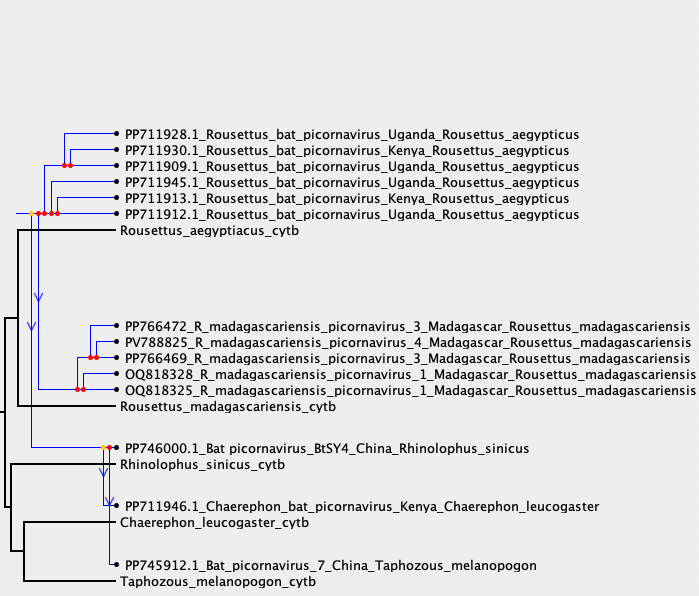 PP711928.1_Rousettus_bat_picornavirus_Uganda_Rousettus_aegypticus
PP711930.1_Rousettus_bat_picornavirus_Kenya_Rousettus_aegypticus
PP711909.1_Rousettus_bat_picornavirus_Uganda_Rousettus_aegypticus
PP711945.1_Rousettus_bat_picornavirus_Uganda_Rousettus_aegypticus
PP711913.1_Rousettus_bat_picornavirus_Kenya_Rousettus_aegypticus
PP711912.1_Rousettus_bat_picornavirus_Uganda_Rousettus_aegypticus
Rousettus_aegyptiacus_cytb
PP766472_R_madagascariensis_picornavirus_3_Madagascar_Rousettus_madagascariensis
PV788825_R_madagascariensis_picornavirus_4_Madagascar_Rousettus_madagascariensis
PP766469_R_madagascariensis_picornavirus_3_Madagascar_Rousettus_madagascariensis
OQ818328_R_madagascariensis_picornavirus_1_Madagascar_Rousettus_madagascariensis
OQ818325_R_madagascariensis_picornavirus_1_Madagascar_Rousettus_madagascariensis
Rousettus_madagascariensis_cytb
PP746000.1_Bat picornavirus_BtSY4_China_Rhinolophus_sinicus
Rhinolophus_sinicus_cytb
PP711946.1_Chaerephon_bat_picornavirus_Kenya_Chaerephon_leucogaster
Chaerephon_leucogaster_cytb
PP745912.1_Bat_picornavirus_7_China_Taphozous_melanopogon
Taphozous_melanopogon_cytb